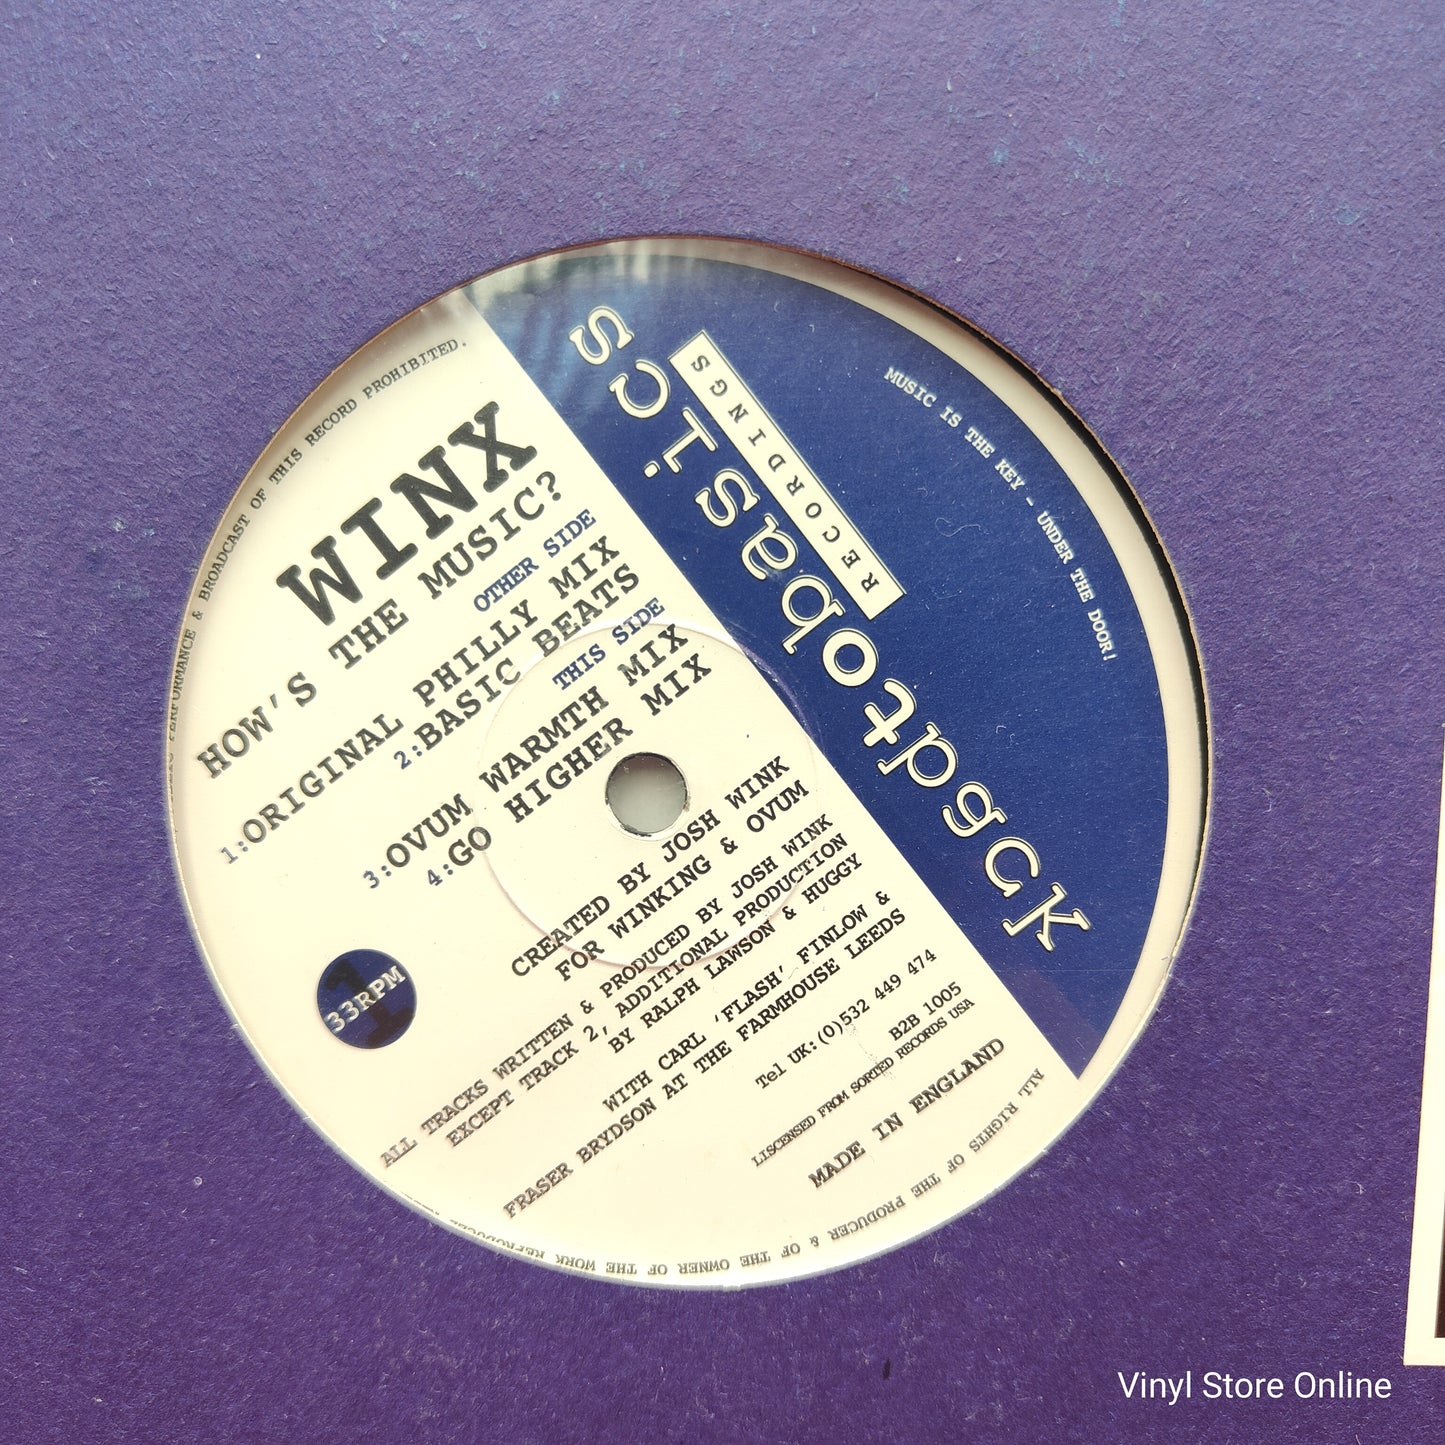 WINX
HOW'S THE MUSIC?
OTHER SIDE
1:ORIGINAL PHILLY MIX
2:BASIC BEATS
THIS SIDE
3:OVUM WARMTH MIX
4:GO HIGHER MIX
CREATED BY JOSH WINK
FOR WINKING & OVUM
ALL TRACKS WRITTEN & PRODUCED BY JOSH WINK
EXCEPT TRACK 2, ADDITIONAL PRODUCTION
BY RALPH LAWSON & HUGGY
WITH CARL 'FLASH' FINLOW &
FRASER BRYDSON AT THE FARMHOUSE LEEDS
Tel UK:(0)532 449 474
B2B 1005
LISCENSED FROM SORTED RECORDS USA
MADE IN ENGLAND
33RPM
1
backtobasics
RECORDINGS
MUSIC IS THE KEY - UNDER THE DOOR!
ALL RIGHTS OF THE PRODUCER & OF THE OWNER OF THE WORK
PERFORMANCE & BROADCAST OF THIS RECORD PROHIBITED.
Vinyl Store Online